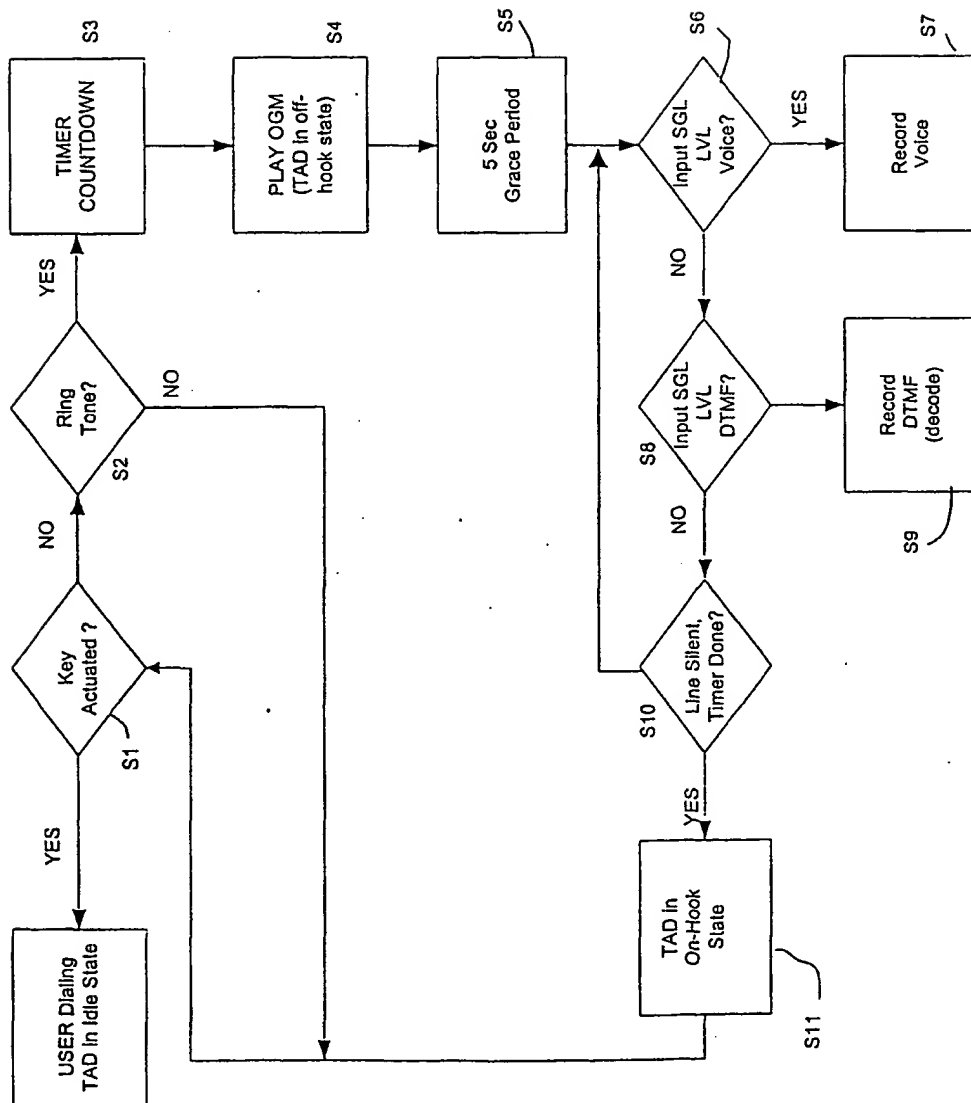 USER Dialing
TAD in Idle State
YES
Key
Actuated ?
S1
NO
Ring
Tone?
S2
YES
NO
TIMER
COUNTDOWN
S3
PLAY OGM
(TAD in off-
hook state)
S4
5 Sec
Grace Period
S5
Input SGL
LVL
Voice?
S6
YES
Record
Voice
S7
NO
Input SGL
LVL
DTMF?
S8
Record
DTMF
(decode)
S9
NO
Line Silent,
Timer Done?
S10
YES
TAD in
On-Hook
State
S11